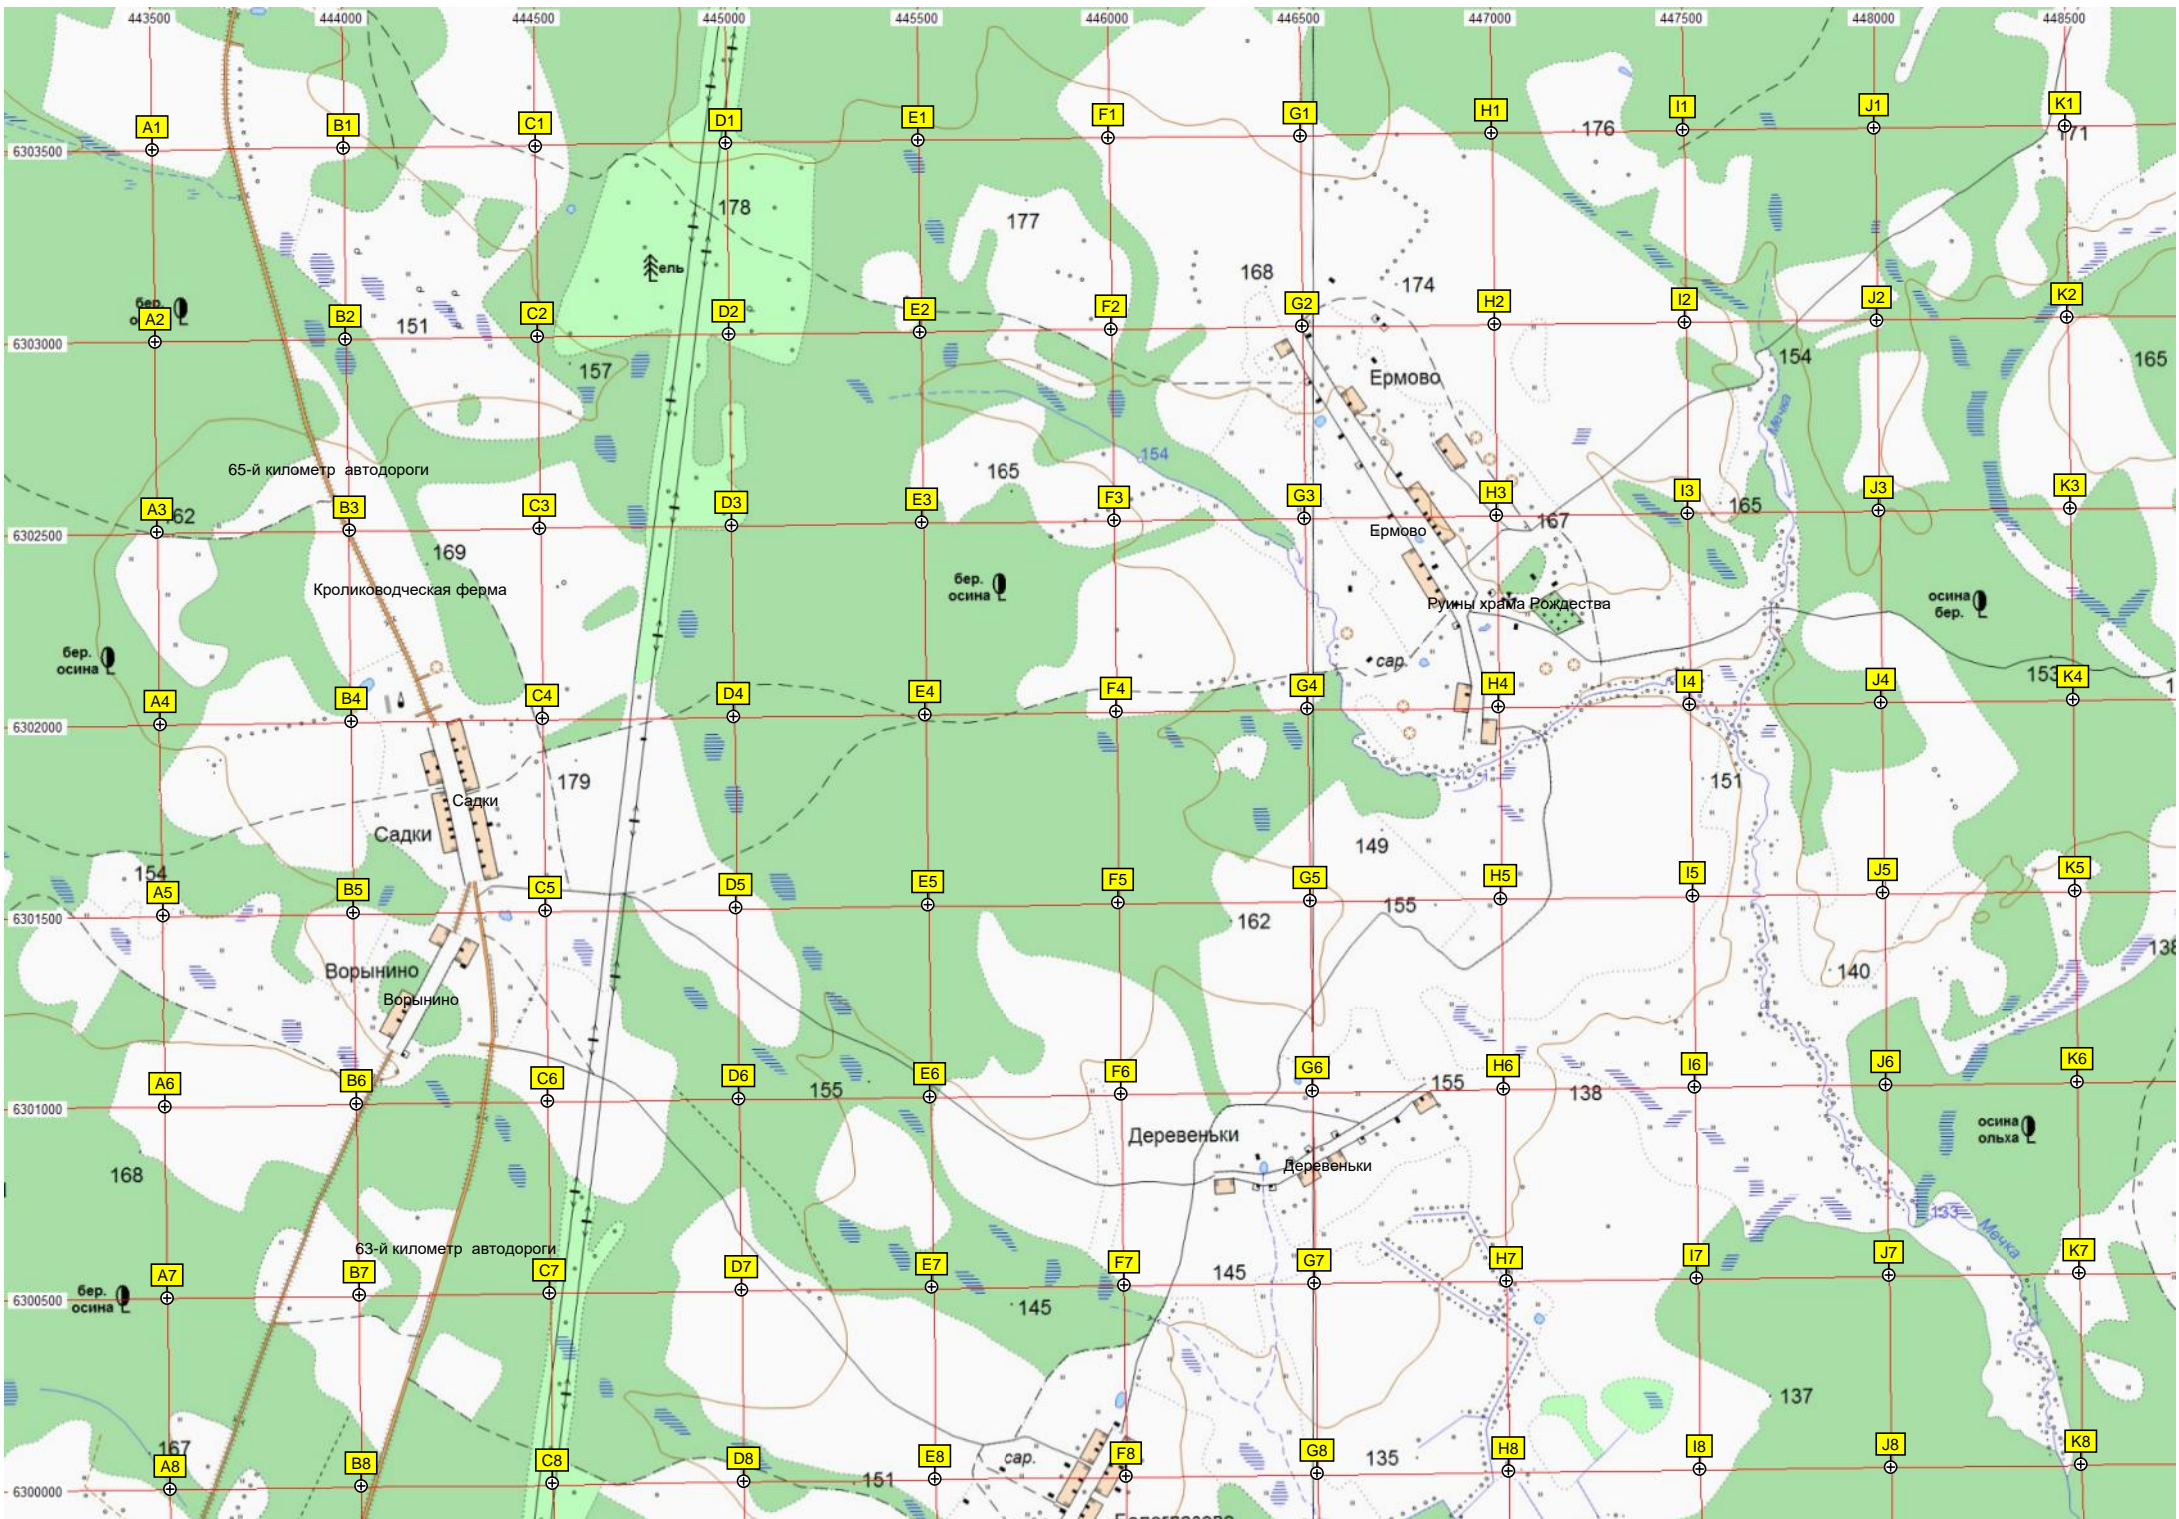 443500 444000 444500 445000 445500 446000 446500 447000 447500 448000 448500
A1 B1 C1 D1 E1 F1 G1 H1 I1 J1 K1
176
171
6303500
178
177
ель
168
174
бер.
A2 B2 C2 D2 E2 F2 G2 H2 I2 J2 K2
151
6303000
157
154
165
Ермово
Мечка
65-й километр автодороги
154
165
A3 B3 C3 D3 E3 F3 G3 H3 I3 J3 K3
162
167
165
6302500
Ермово
169
Кролиководческая ферма
бер.
осина
осина
бер.
Руины храма Рождества
бер.
осина
сар.
153
A4 B4 C4 D4 E4 F4 G4 H4 I4 J4 K4
6302000
179
151
Садки
Садки
149
154
A5 B5 C5 D5 E5 F5 G5 H5 I5 J5 K5
155
6301500
162
138
Ворынино
140
Ворынино
A6 B6 C6 D6 E6 F6 G6 H6 I6 J6 K6
155
155
138
6301000
осина
ольха
Деревеньки
Деревеньки
168
133
Мечка
63-й километр автодороги
A7 B7 C7 D7 E7 F7 G7 H7 I7 J7 K7
145
6300500
бер.
осина
145
137
167
A8 B8 C8 D8 E8 F8 G8 H8 I8 J8 K8
сар.
135
151
6300000